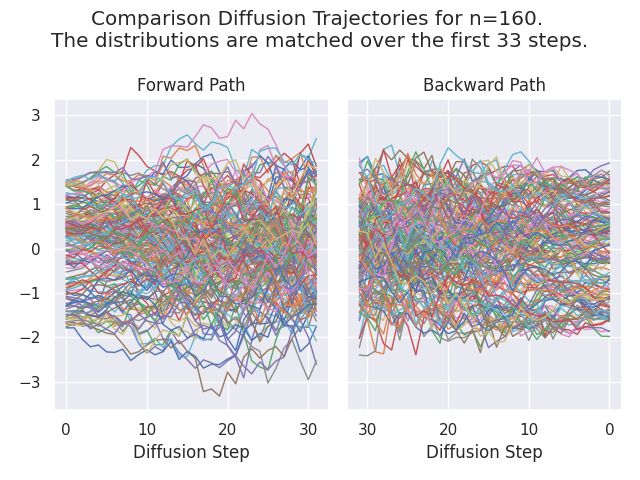 Comparison Diffusion Trajectories for n=160.
The distributions are matched over the first 33 steps.
Forward Path
Backward Path
3
2
1
0
−1
−2
−3
0 10 20 30
30 20 10 0
Diffusion Step
Diffusion Step